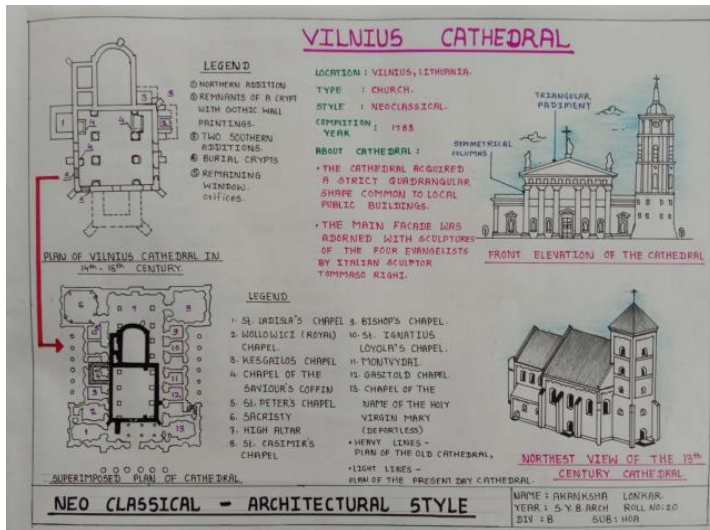 VILNIUS CATHEDRAL
LEGEND
① NORTHERN ADDITION
② REMNANTS OF A CRYPT
WITH GOTHIC WALL
PAINTINGS.
③ TWO SOUTHERN
ADDITIONS.
④ BURIAL CRYPTS
⑤ REMAINING
WINDOW.
Orifices.
PLAN OF VILNIUS CATHEDRAL IN
14th - 15th CENTURY.
LOCATION : VILNIUS, LITHUANIA.
TYPE : CHURCH.
STYLE : NEOCLASSICAL.
YEAR : 1783
ABOUT CATHEDRAL :
• THE CATHEDRAL ACQUIRED
A STRICT QUADRANGULAR
SHAPE COMMON TO LOCAL
PUBLIC BUILDINGS.
• THE MAIN FACADE WAS
ADORNED WITH SCULPTURES
OF THE FOUR EVANGELISTS
BY ITALIAN SCULPTOR
TOMMASO RIGHI.
TRIANGULAR
PADIMENT
SYMMETRICAL
COLUMNS
FRONT ELEVATION OF THE CATHEDRAL
LEGEND
1. St. LADISLA'S CHAPEL
2. WOLLOWICZ (ROYAL)
CHAPEL.
3. KESGAILOS CHAPEL
4. CHAPEL OF THE
SAVIOUR'S COFFIN
5. St. PETER'S CHAPEL
6. SACRISTY
7. HIGH ALTAR
8. St. CASIMIR'S
CHAPEL
9. BISHOP'S CHAPEL.
10. St. IGNATIUS
LOYOLA'S CHAPEL.
11. MONTVYDAI.
12. GASZTOLD CHAPEL
13. CHAPEL OF THE
NAME OF THE HOLY
VIRGIN MARY
(DEPORTLESS)
• HEAVY LINES -
PLAN OF THE OLD CATHEDRAL,
• LIGHT LINES -
PLAN OF THE PRESENT DAY CATHEDRAL.
SUPERIMPOSED PLAN OF CATHEDRAL.
NORTHEST VIEW OF THE 13th
CENTURY CATHEDRAL
NEO CLASSICAL - ARCHITECTURAL STYLE
NAME : AKANKSHA LONKAR
YEAR : S.Y.B.ARCH ROLL NO: 20
DIV : B SUB : HOA